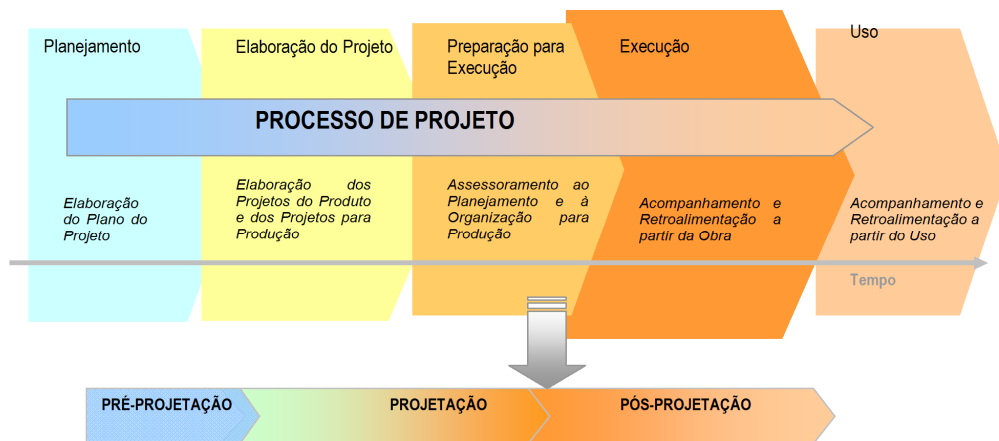 Planejamento
Elaboração do Projeto
Preparação para
Execução
Execução
Uso
PROCESSO DE PROJETO
Elaboração
do Plano do
Projeto
Elaboração dos
Projetos do Produto
e dos Projetos para
Produção
Assessoramento ao
Planejamento e à
Organização para
Produção
Acompanhamento e
Retroalimentação a
partir da Obra
Acompanhamento e
Retroalimentação a
partir do Uso
Tempo
PRÉ-PROJETAÇÃO
PROJETAÇÃO
PÓS-PROJETAÇÃO